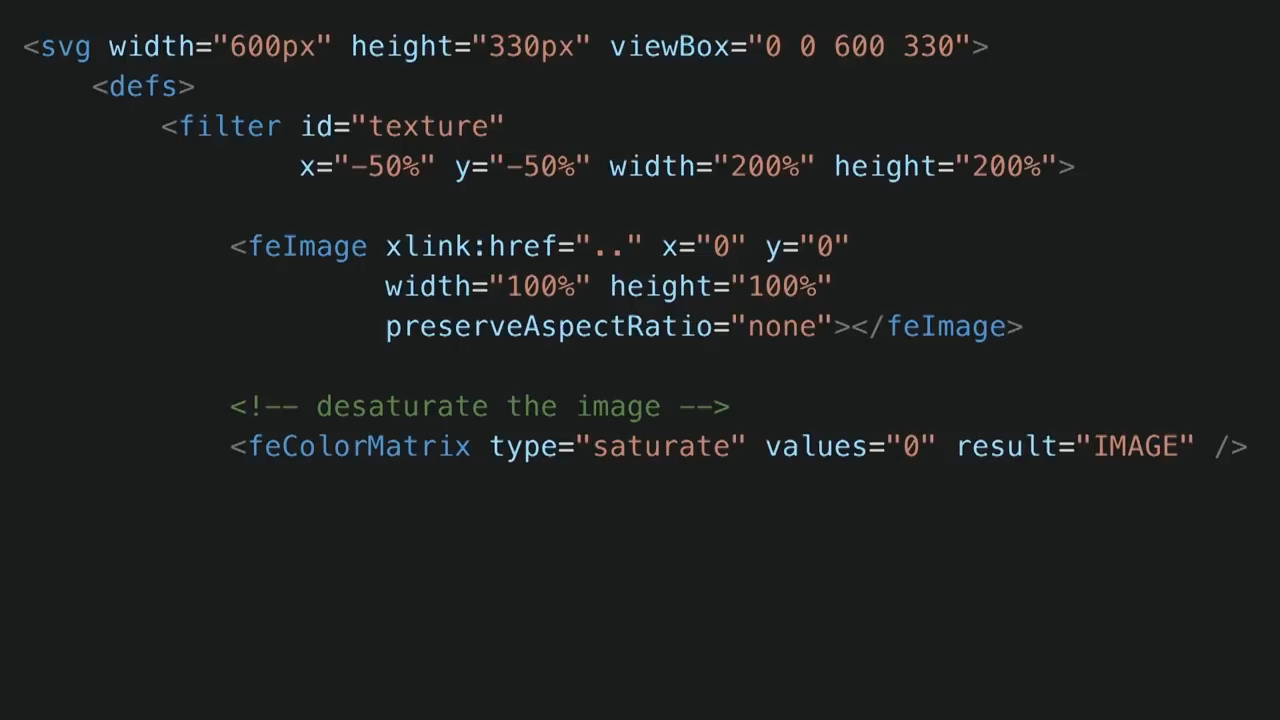 <svg width="600px" height="330px" viewBox="0 0 600 330">
<defs>
<filter id="texture"
x="-50%" y="-50%" width="200%" height="200%">
<feImage xlink:href=".." x="0" y="0"
width="100%" height="100%"
preserveAspectRatio="none"></feImage>
<!-- desaturate the image -->
<feColorMatrix type="saturate" values="0" result="IMAGE" />